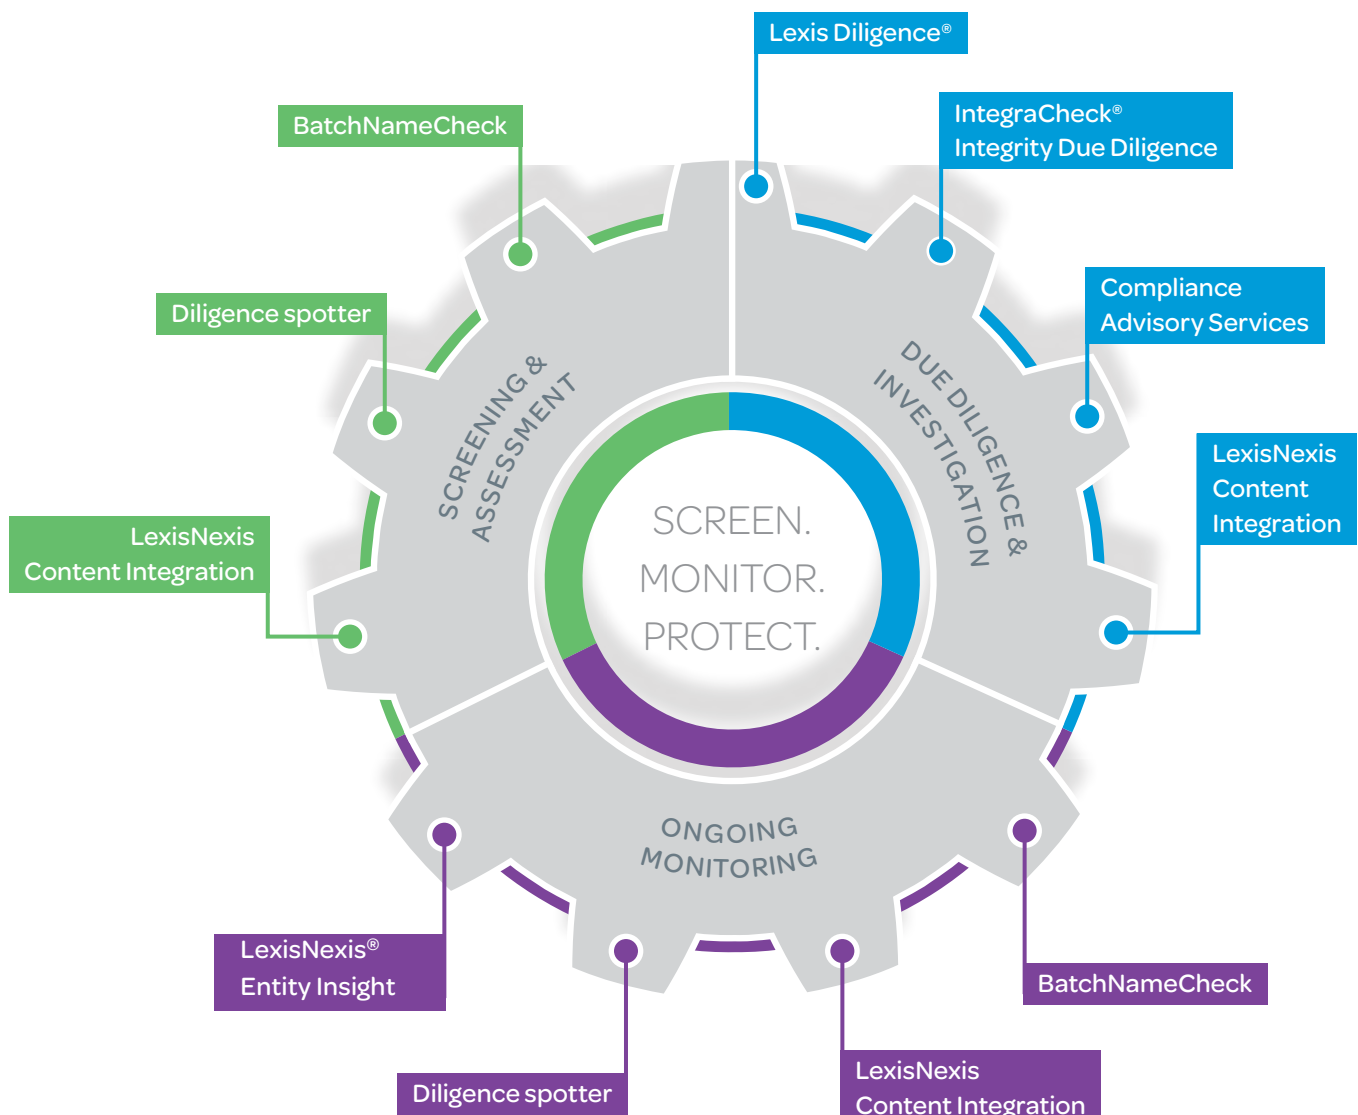 Lexis Diligence®
IntegraCheck®
Integrity Due Diligence
BatchNameCheck
Compliance
Advisory Services
Diligence spotter
SCREENING &
ASSESSMENT
DUE DILIGENCE &
INVESTIGATION
LexisNexis
Content
Integration
LexisNexis
Content Integration
SCREEN.
MONITOR.
PROTECT.
ONGOING
MONITORING
LexisNexis®
Entity Insight
BatchNameCheck
Diligence spotter
LexisNexis
Content Integration